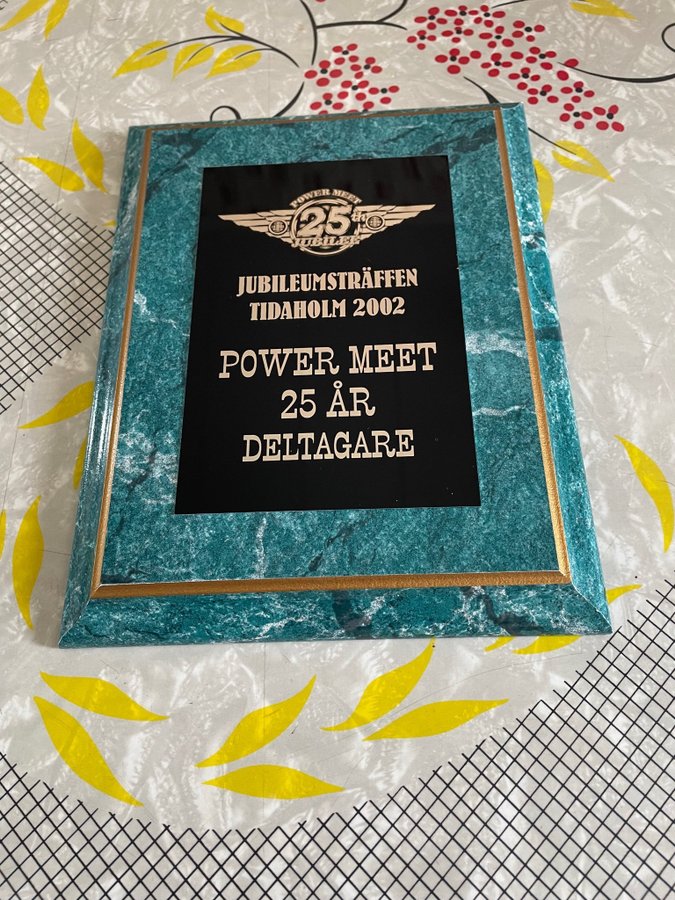 POWER MEET
25th
JUBILEE
JUBILEUMSTRÄFFEN
TIDAHOLM 2002
POWER MEET
25 ÅR
DELTAGARE